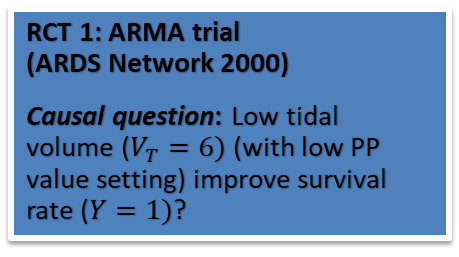 RCT 1: ARMA trial
(ARDS Network 2000)
Causal question: Low tidal
volume (V_T = 6) (with low PP
value setting) improve survival
rate (Y = 1)?